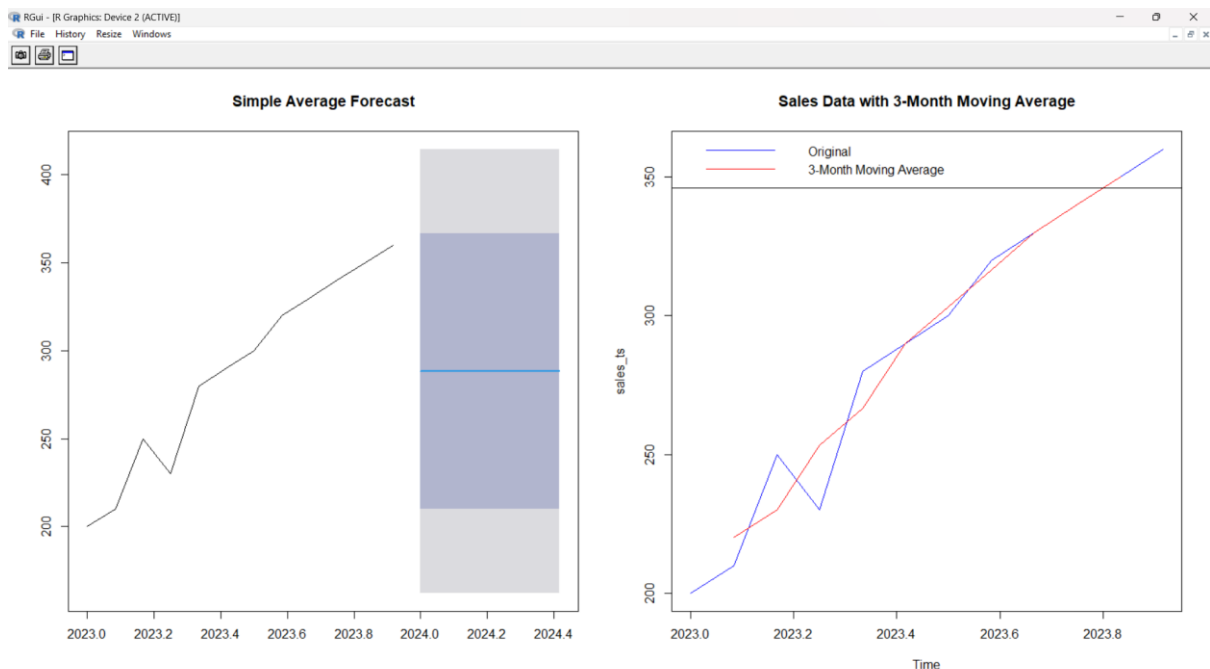 RGui - [R Graphics: Device 2 (ACTIVE)]
File History Resize Windows
Simple Average Forecast
400
350
300
250
200
2023.0 2023.2 2023.4 2023.6 2023.8 2024.0 2024.2 2024.4
Sales Data with 3-Month Moving Average
Original
3-Month Moving Average
350
300
250
200
sales_ts
2023.0 2023.2 2023.4 2023.6 2023.8
Time